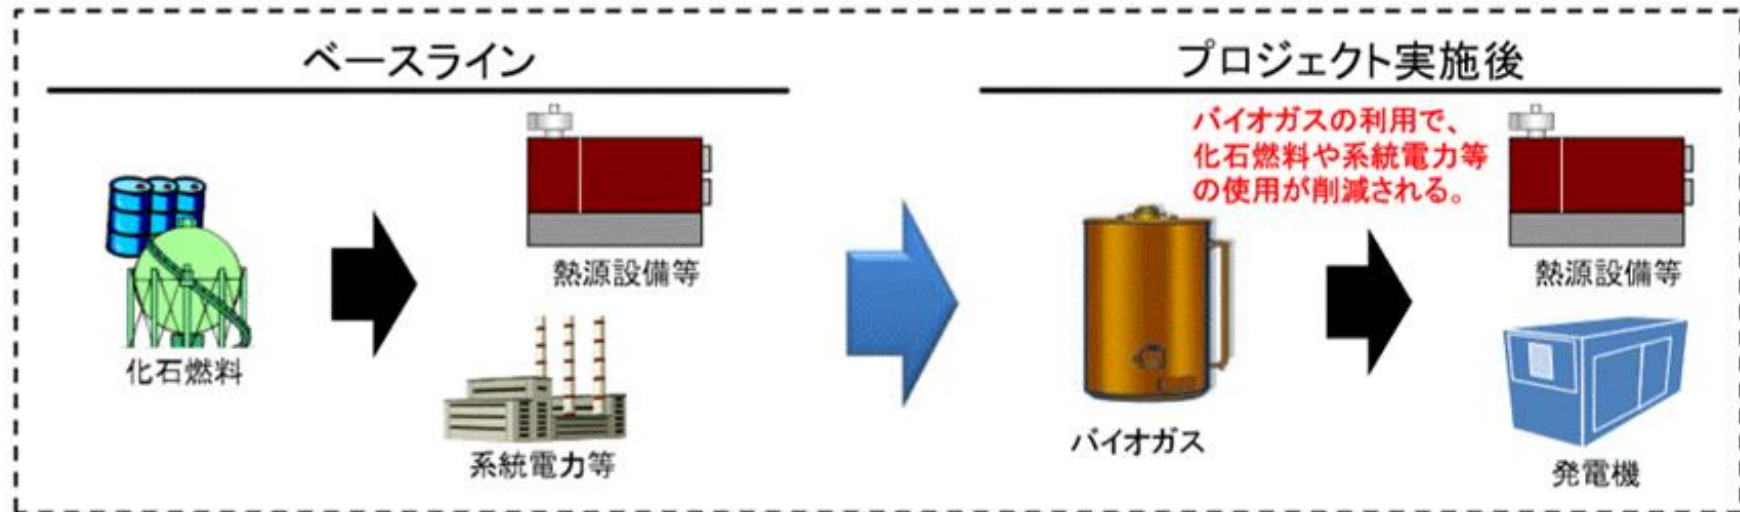 ベースライン
プロジェクト実施後
バイオガスの利用で、
化石燃料や系統電力等
の使用が削減される。
熱源設備等
熱源設備等
化石燃料
バイオガス
系統電力等
発電機